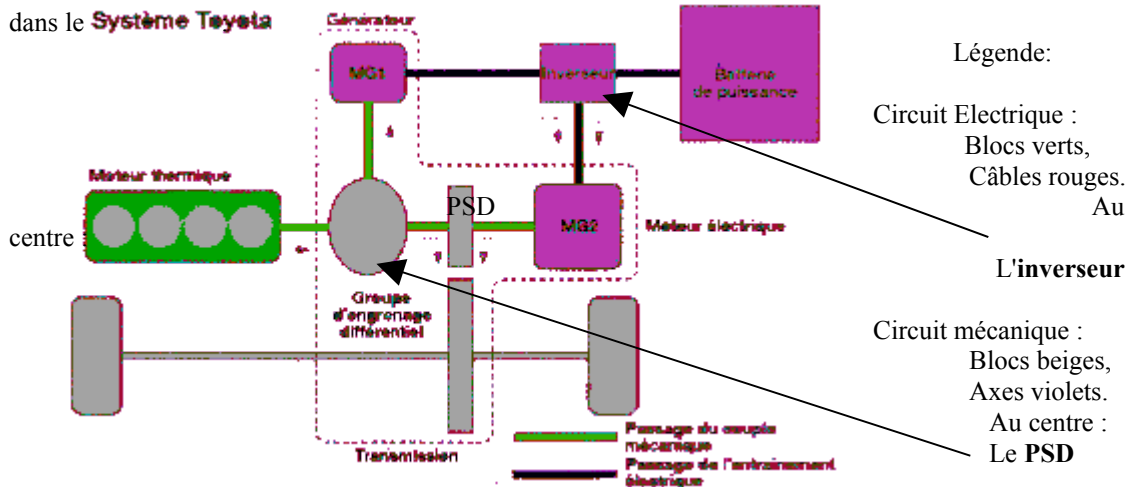 dans le Système Toyota
Générateur
MG1
Inverseur
Batterie
de puissance
Légende:
Circuit Electrique :
Blocs verts,
Câbles rouges.
Au
centre
L'inverseur
Moteur thermique
PSD
MG2
Moteur électrique
Groupe
d'engrenage
différentiel
Circuit mécanique :
Blocs beiges,
Axes violets.
Au centre :
Le PSD
Transmission
Passage du couple
mécanique
Passage de l'entraînement
électrique